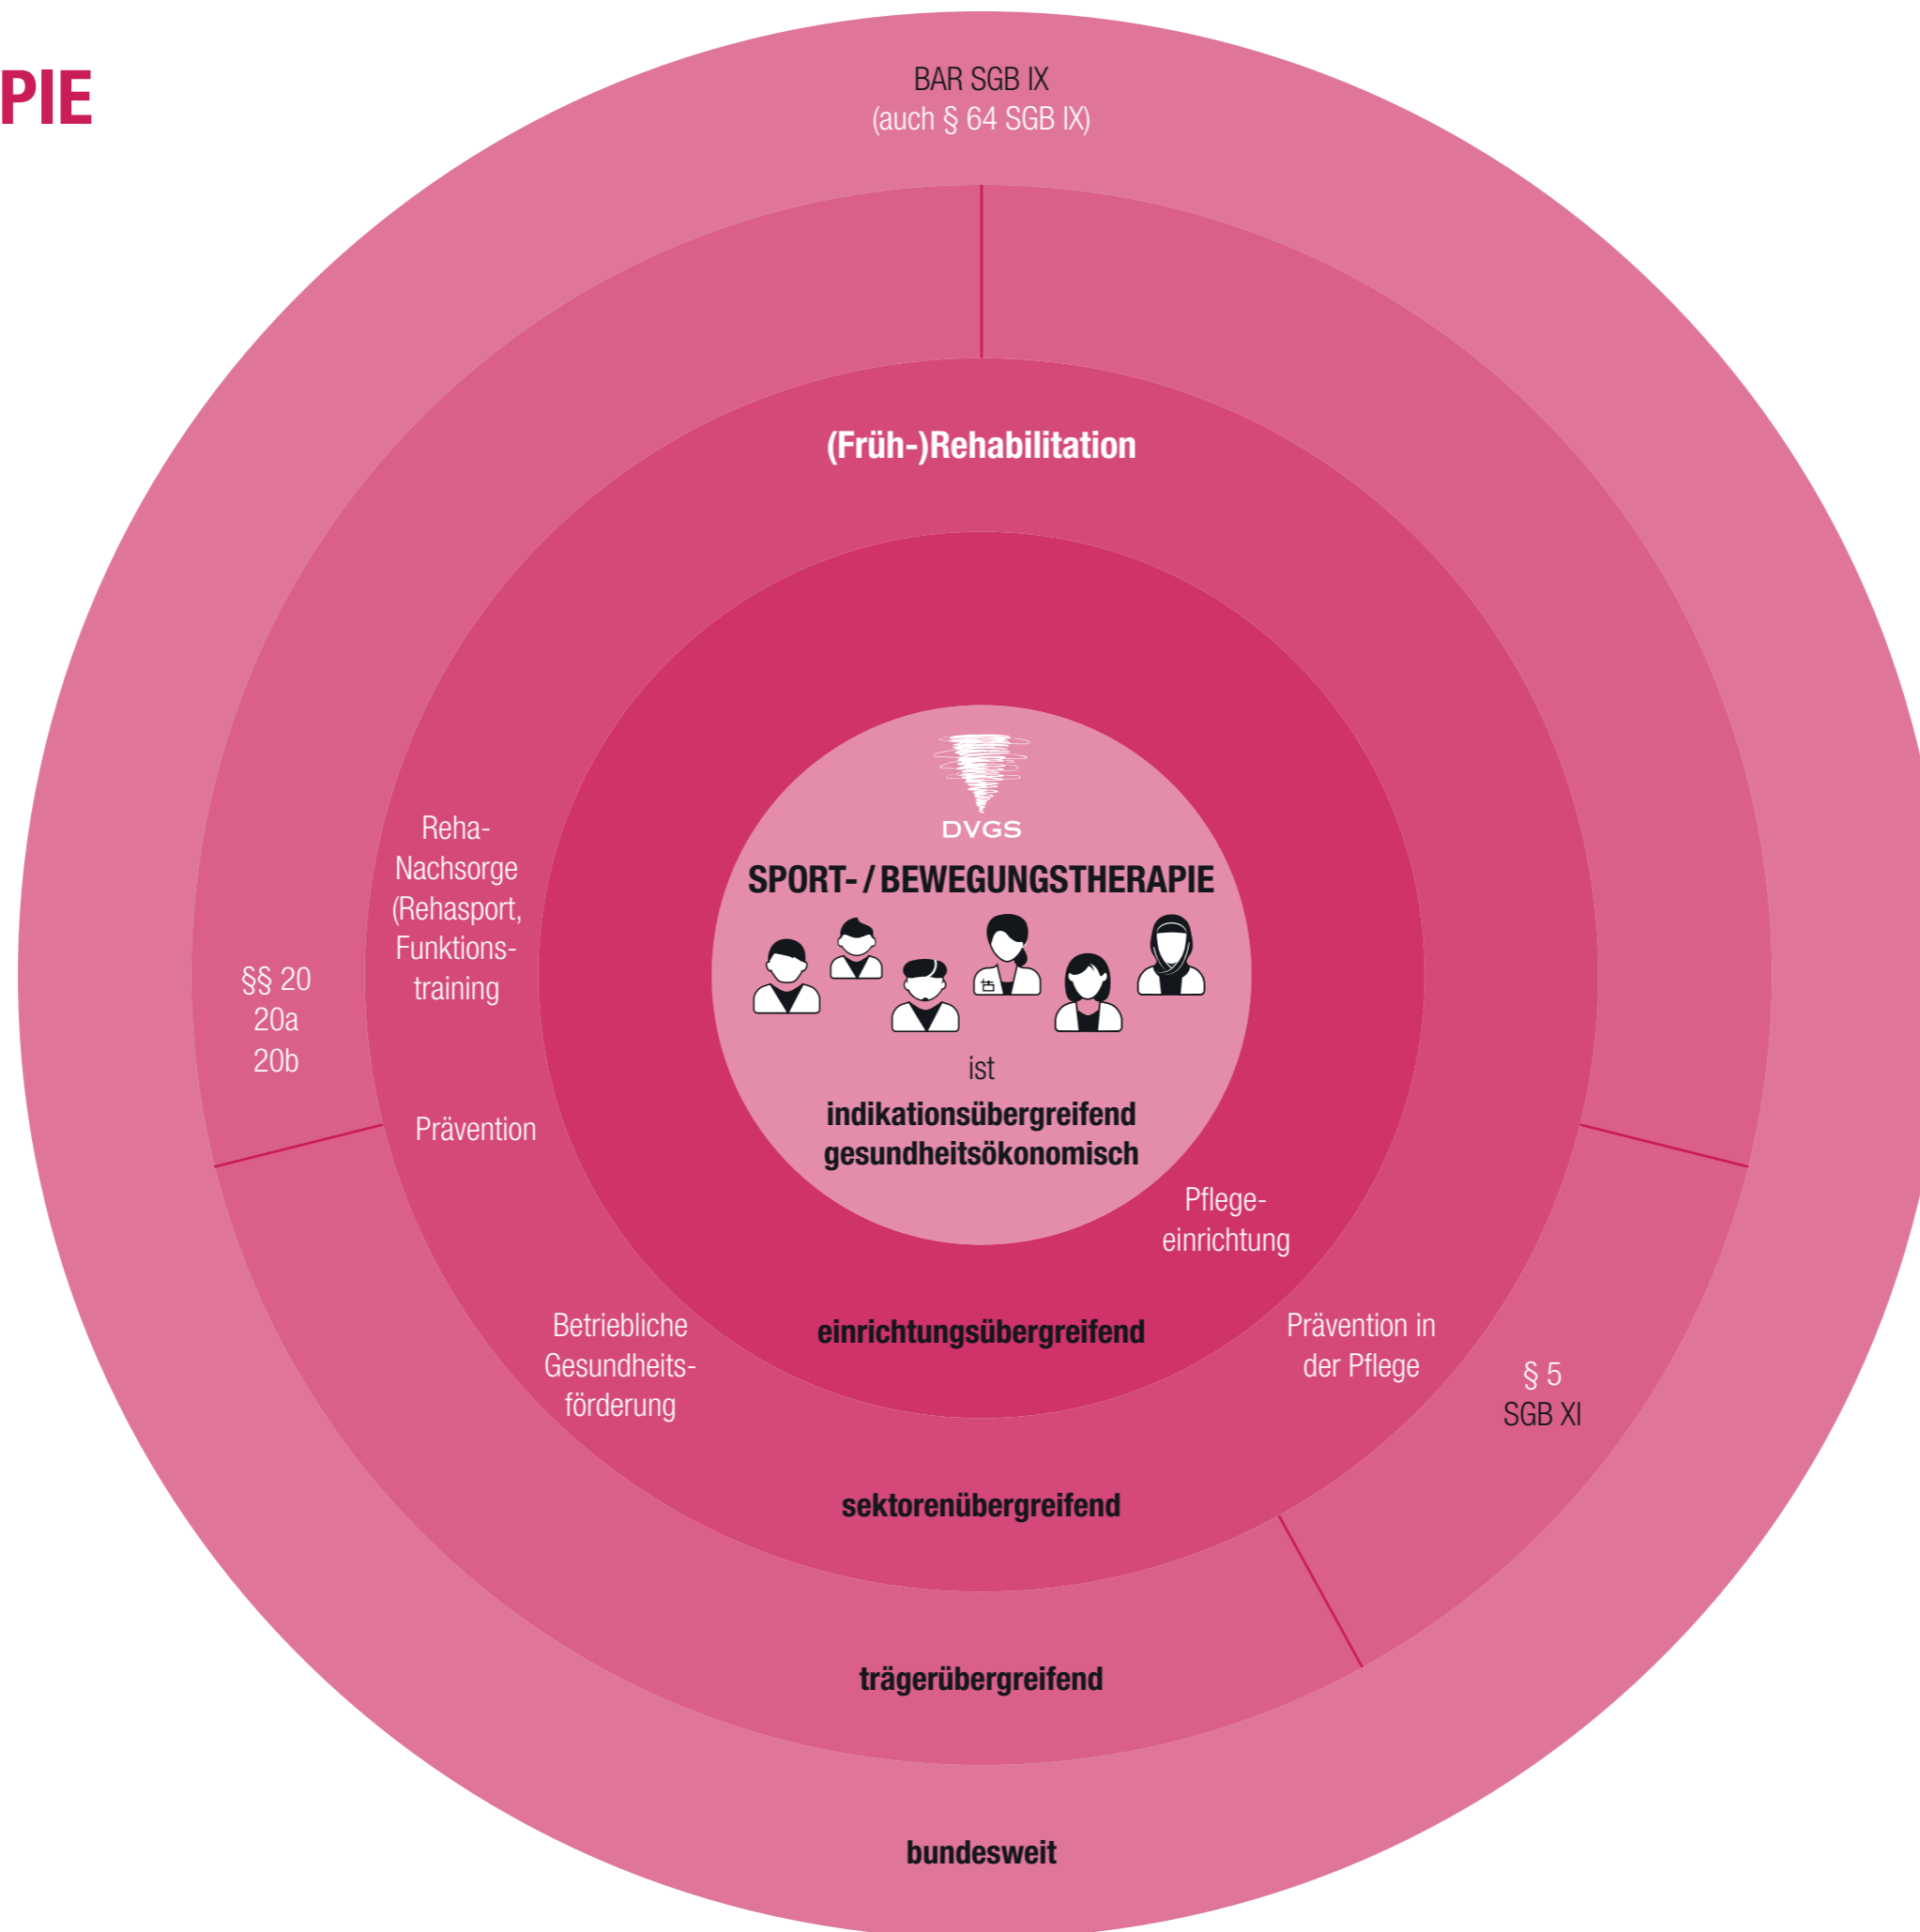 PIE
BAR SGB IX
(auch § 64 SGB IX)
(Früh-)Rehabilitation
Reha-
Nachsorge
(Rehasport,
Funktions-
training
§§ 20
20a
20b
Prävention
DVGS
SPORT- / BEWEGUNGSTHERAPIE
ist
indikationsübergreifend
gesundheitsökonomisch
Pflege-
einrichtung
einrichtungsübergreifend
Betriebliche
Gesundheits-
förderung
Prävention in
der Pflege
§ 5
SGB XI
sektorenübergreifend
trägerübergreifend
bundesweit